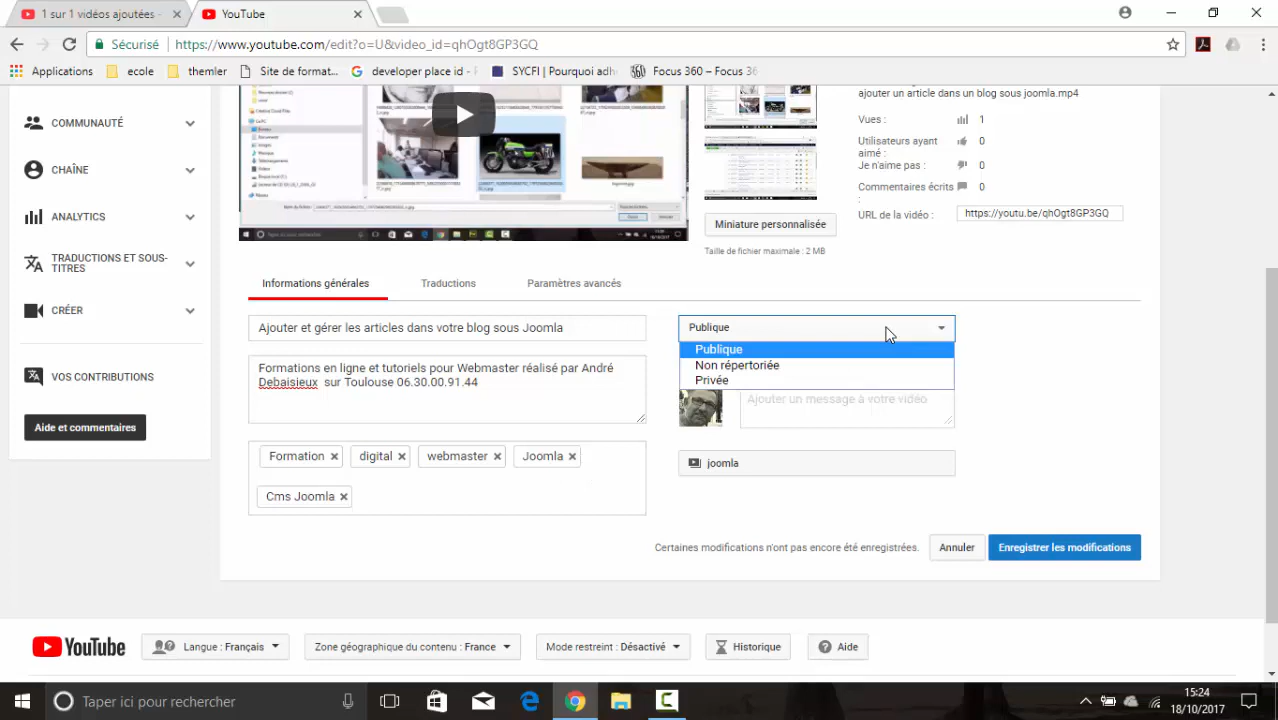 1 sur 1 vidéos ajoutées -
YouTube
Sécurisé
https://www.youtube.com/edit?o=U&video_id=qhOgt8GP3GQ
Applications
ecole
themler
Site de format...
developer place id -
SYCFI | Pourquoi adh
Focus 360 – Focus 36
ajouter un article dans un blog sous joomla.mp4
COMMUNAUTÉ
Vues :
1
Utilisateurs ayant
aimé :
0
Je n'aime pas :
0
CHAÎNE
Commentaires écrits
:
0
ANALYTICS
URL de la vidéo :
https://youtu.be/qhOgt8GP3GQ
Miniature personnalisée
Taille de fichier maximale : 2 MB
TRADUCTIONS ET SOUS-
TITRES
Informations générales
Traductions
Paramètres avancés
CRÉER
Ajouter et gérer les articles dans votre blog sous Joomla
Publique
Publique
Non répertoriée
Privée
Formations en ligne et tutoriels pour Webmaster réalisé par André
Debaisieux sur Toulouse 06.30.00.91.44
VOS CONTRIBUTIONS
Ajouter un message à votre vidéo
Aide et commentaires
Formation
digital
webmaster
Joomla
joomla
Cms Joomla
Certaines modifications n'ont pas encore été enregistrées.
Annuler
Enregistrer les modifications
YouTube
Langue : Français
Zone géographique du contenu : France
Mode restreint : Désactivé
Historique
Aide
Taper ici pour rechercher
15:24
18/10/2017